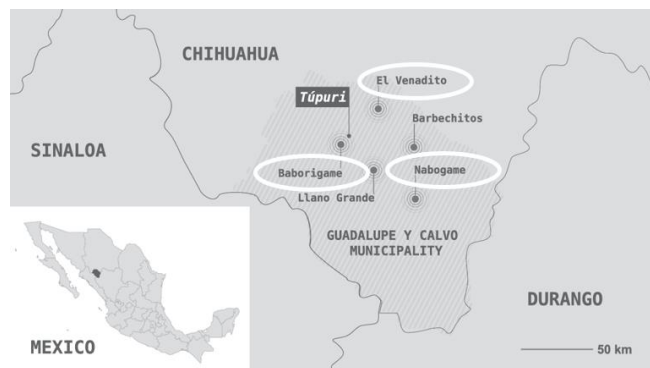 CHIHUAHUA
El Venadito
Túpuri
Barbechitos
SINALOA
Baborigame
Nabogame
Llano Grande
GUADALUPE Y CALVO
MUNICIPALITY
DURANGO
MEXICO
50 km